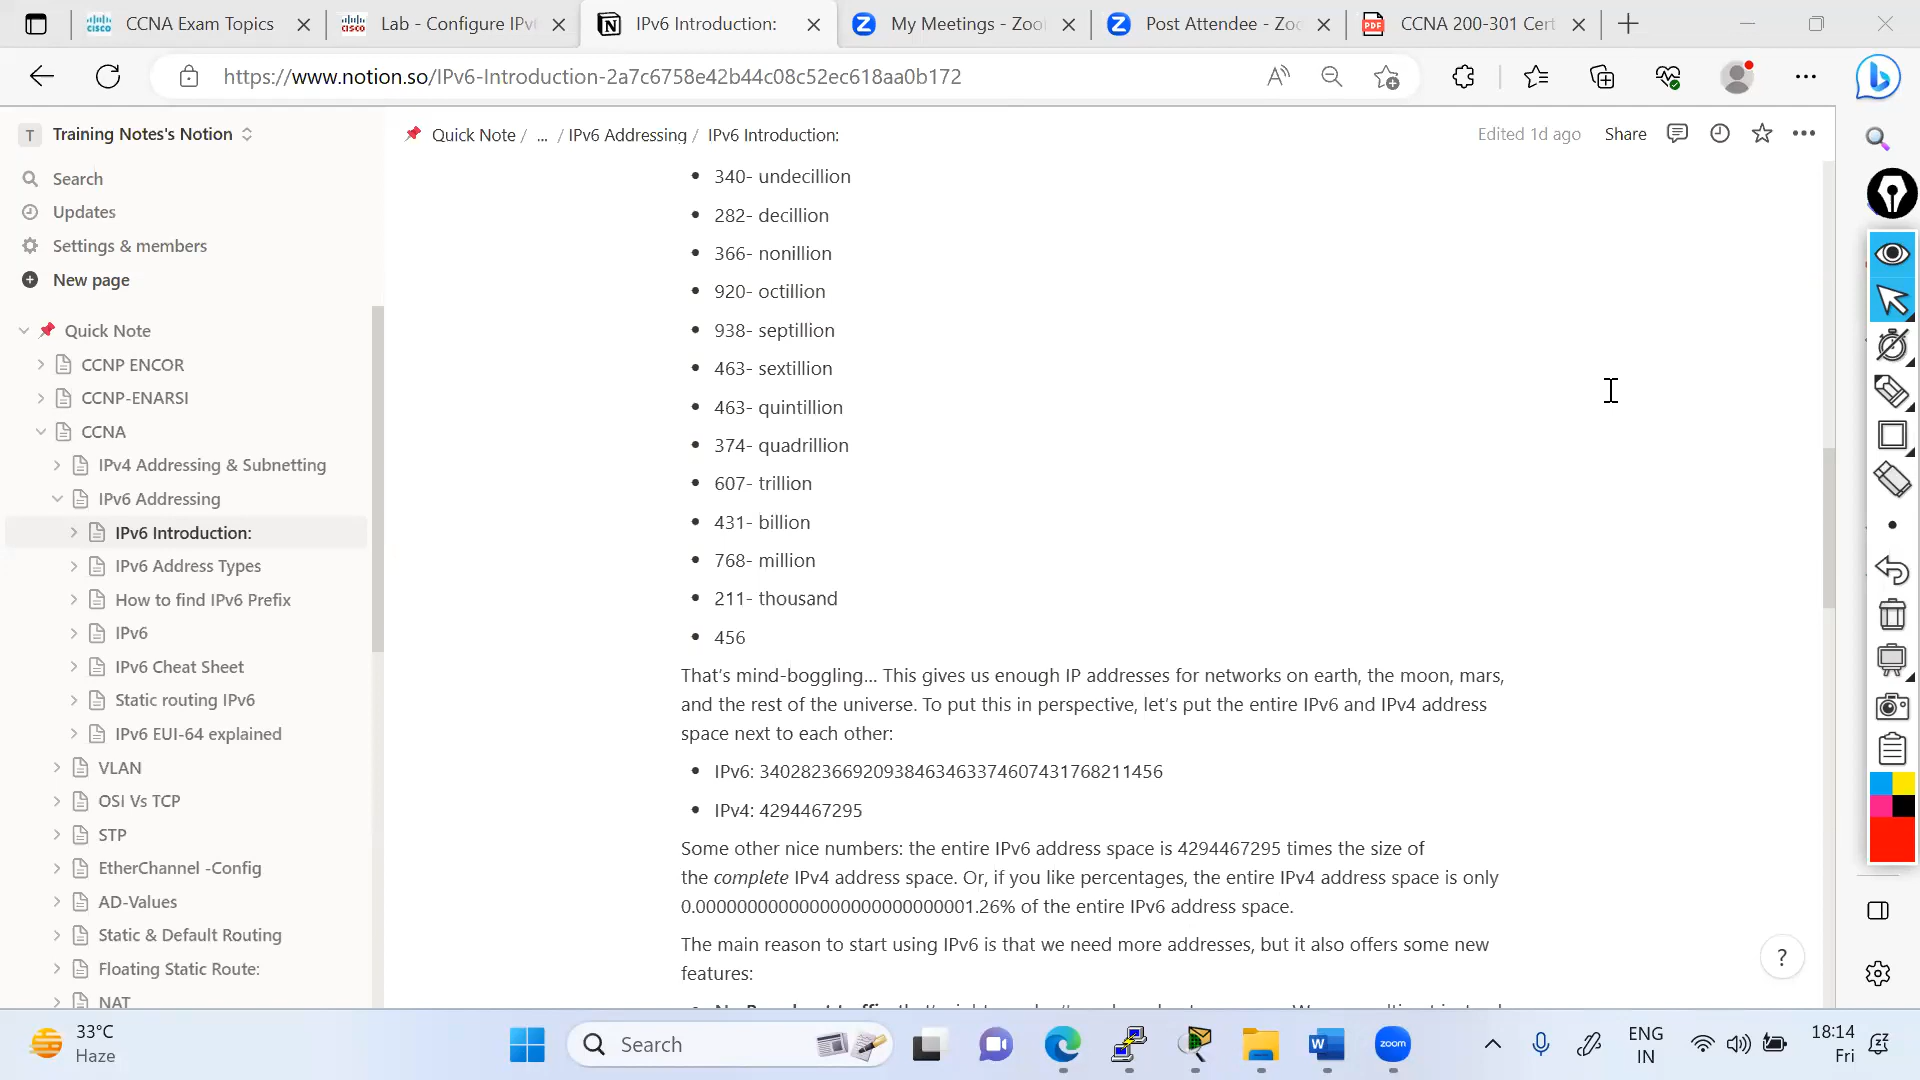 CCNA Exam Topics
Lab - Configure IPv
IPv6 Introduction:
My Meetings - Zoo
Post Attendee - Zo
CCNA 200-301 Cert
https://www.notion.so/IPv6-Introduction-2a7c6758e42b44c08c52ec618aa0b172
T Training Notes's Notion
Quick Note / ... / IPv6 Addressing / IPv6 Introduction:
Edited 1d ago Share
Search
Updates
Settings & members
New page
Quick Note
CCNP ENCOR
CCNP-ENARSI
CCNA
IPv4 Addressing & Subnetting
IPv6 Addressing
IPv6 Introduction:
IPv6 Address Types
How to find IPv6 Prefix
IPv6
IPv6 Cheat Sheet
Static routing IPv6
IPv6 EUI-64 explained
VLAN
OSI Vs TCP
STP
EtherChannel -Config
AD-Values
Static & Default Routing
Floating Static Route:
NAT
340- undecillion
282- decillion
366- nonillion
920- octillion
938- septillion
463- sextillion
463- quintillion
374- quadrillion
607- trillion
431- billion
768- million
211- thousand
456
That's mind-boggling... This gives us enough IP addresses for networks on earth, the moon, mars,
and the rest of the universe. To put this in perspective, let's put the entire IPv6 and IPv4 address
space next to each other:
IPv6: 340282366920938463463374607431768211456
IPv4: 4294467295
Some other nice numbers: the entire IPv6 address space is 4294467295 times the size of
the complete IPv4 address space. Or, if you like percentages, the entire IPv4 address space is only
0.0000000000000000000000000001.26% of the entire IPv6 address space.
The main reason to start using IPv6 is that we need more addresses, but it also offers some new
features:
?
33°C
Haze
Search
zoom
ENG
IN
18:14
Fri